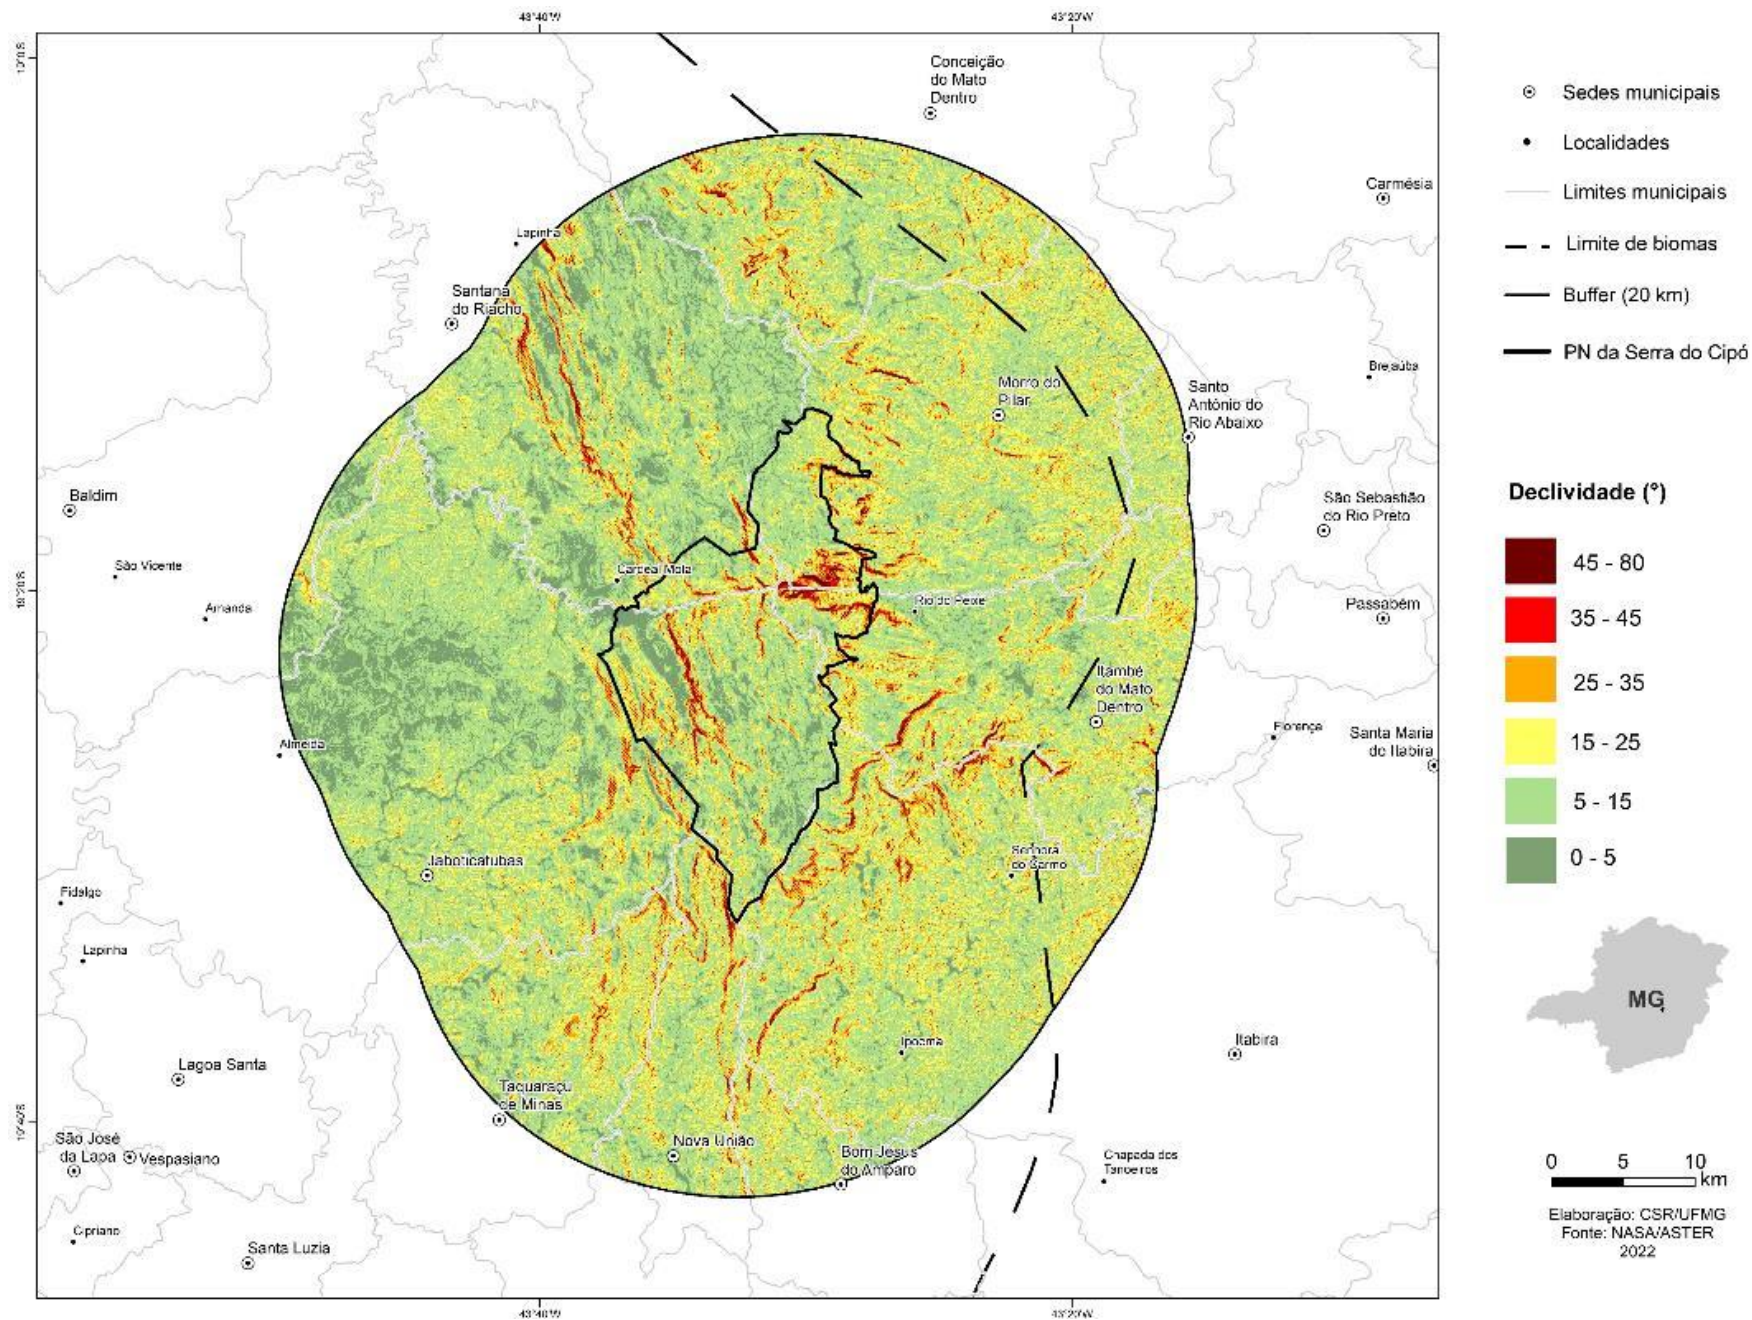 43°40'W
43°20'W
Conceição
do Mato
Dentro
Carmésia
Lapinha
Santana
do Riacho
Brejaúba
Morro do
Pilar
Santo
Antônio do
Rio Abaixo
Baldim
São Sebastião
do Rio Preto
São Vicente
Cardeal Mota
Amanda
Rio do Peixe
Passabém
Itambé
do Mato
Dentro
Almeida
Florença
Santa Maria
de Itabira
Jaboticatubas
Senhora
do Carmo
Fidalgo
Lapinha
Ipoema
Itabira
Lagoa Santa
Taquaraçu
de Minas
São José
da Lapa
Vespasiano
Nova União
Bom Jesus
do Amparo
Chapada dos
Cipriano
Santa Luzia
43°40'W
43°20'W
Sedes municipais
Localidades
Limites municipais
Limite de biomas
Buffer (20 km)
PN da Serra do Cipó
Declividade (°)
45 - 80
35 - 45
25 - 35
15 - 25
5 - 15
0 - 5
MG
0 5 10
km
Elaboração: CSR/UFMG
Fonte: NASA/ASTER
2022